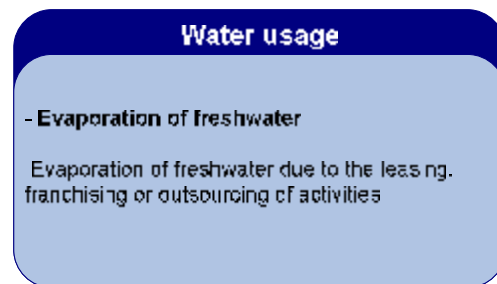 Water usage
- Evaporation of freshwater
Evaporation of freshwater due to the leasing,
franchising or outsourcing of activities